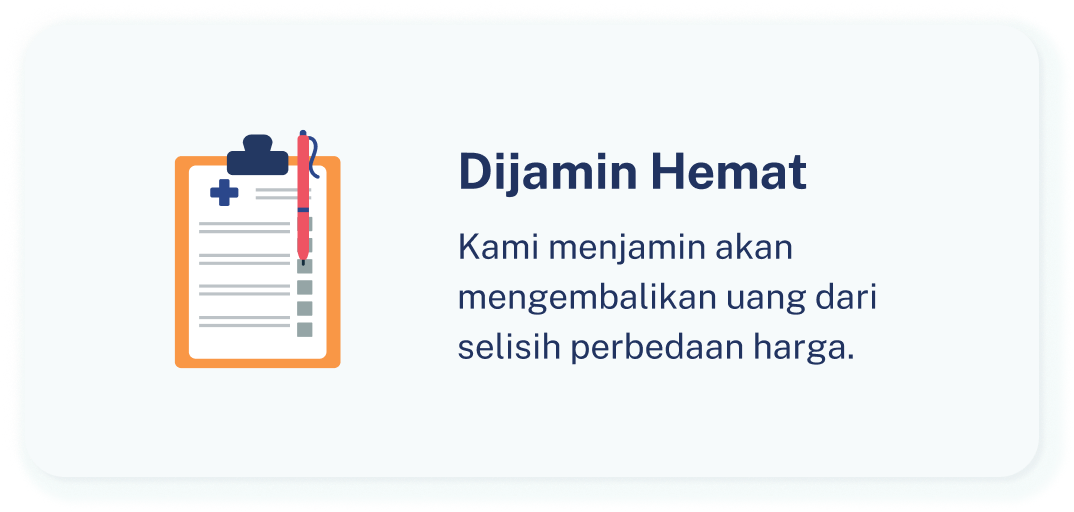 Dijamin Hemat
Kami menjamin akan
mengembalikan uang dari
selisih perbedaan harga.